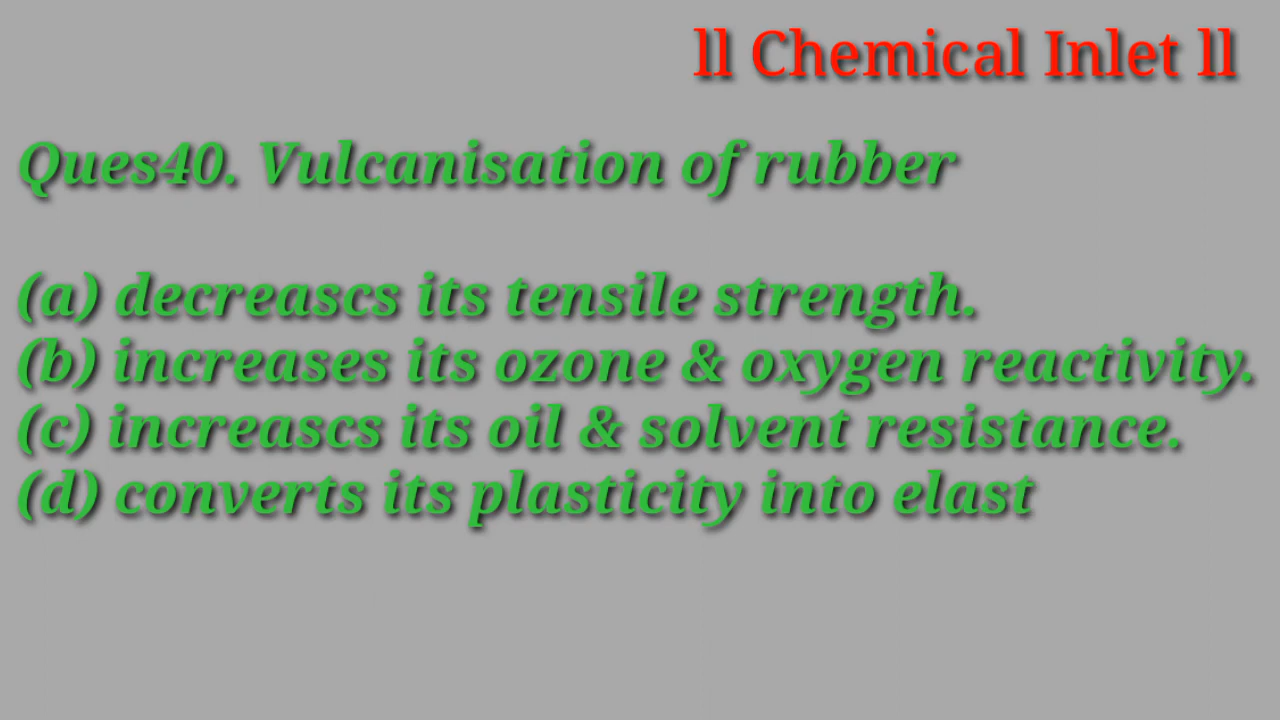 ll Chemical Inlet ll
Ques40. Vulcanisation of rubber
(a) decreascs its tensile strength.
(b) increases its ozone & oxygen reactivity.
(c) increascs its oil & solvent resistance.
(d) converts its plasticity into elast